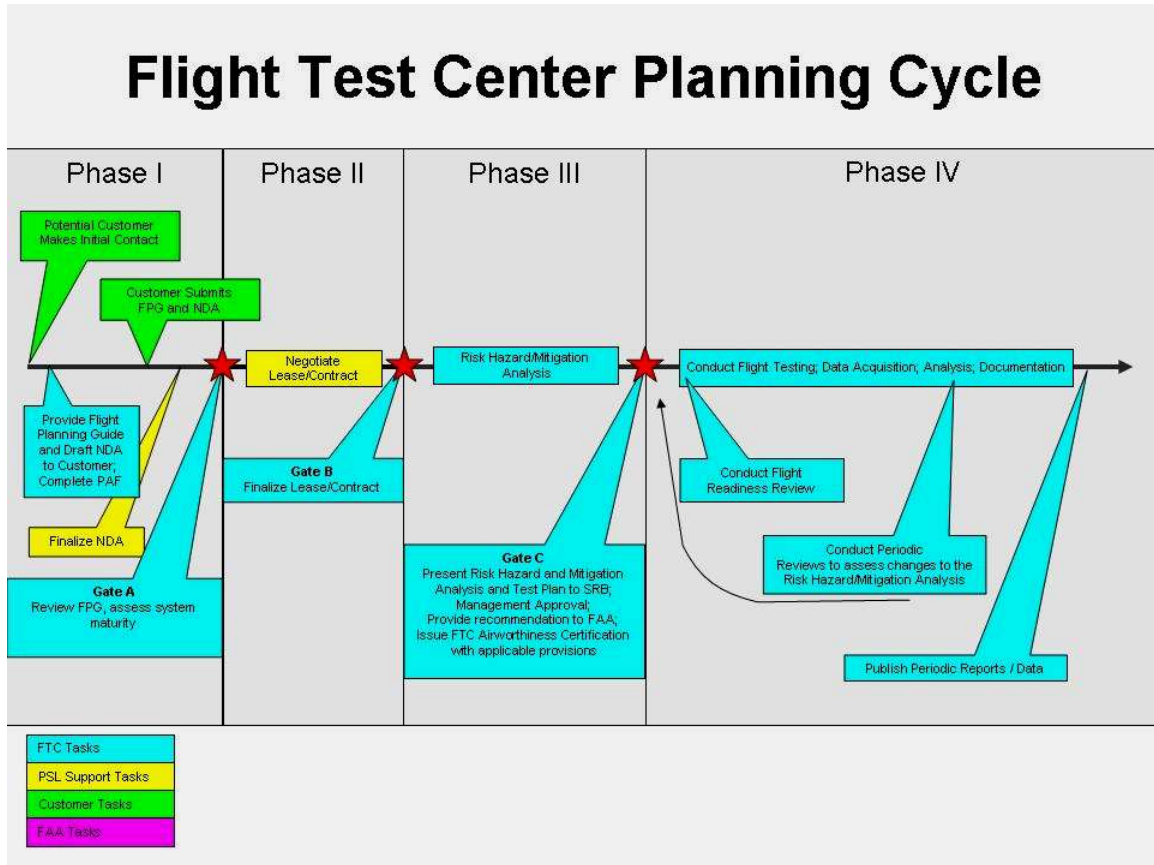 Flight Test Center Planning Cycle
Phase I
Phase II
Phase III
Phase IV
Potential Customer
Makes Initial Contact
Customer Submits
FPG and NDA
Negotiate
Lease/Contract
Risk Hazard/Mitigation
Analysis
Conduct Flight Testing; Data Acquisition; Analysis; Documentation
Provide Flight
Planning Guide
and Draft NDA
to Customer;
Complete PAF
Finalize NDA
Gate A
Review FPG, assess system
maturity
Gate B
Finalize Lease/Contract
Gate C
Present Risk Hazard and Mitigation
Analysis and Test Plan to SRB;
Management Approval;
Provide recommendation to FAA;
Issue FTC Airworthiness Certification
with applicable provisions
Conduct Flight
Readiness Review
Conduct Periodic
Reviews to assess changes to the
Risk Hazard/Mitigation Analysis
Publish Periodic Reports / Data
FTC Tasks
PSL Support Tasks
Customer Tasks
FAA Tasks